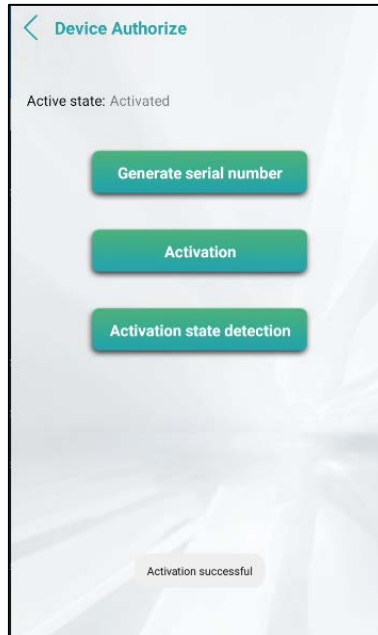 Device Authorize
Active state: Activated
Generate serial number
Activation
Activation state detection
Activation successful